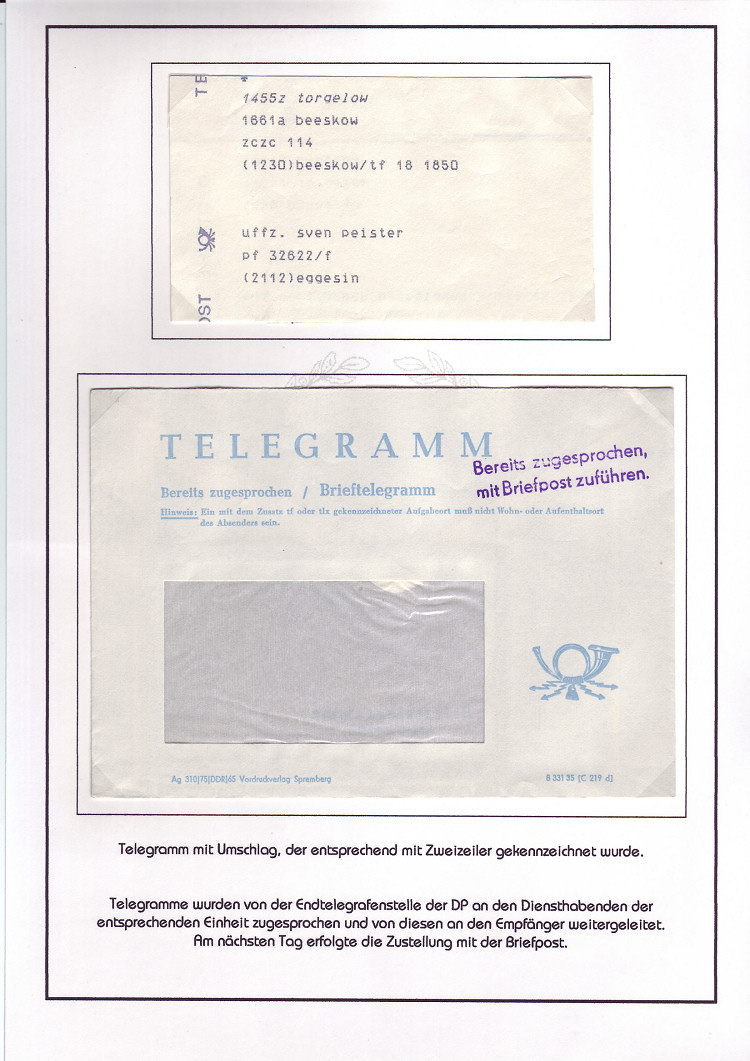 TE
1455z torgelow
1661a beeskow
zczc 114
(1230)beeskow/tf 18 1850
uffz. sven peister
pf 32622/f
(2112)eggesin
OST
TELEGRAMM
Bereits zugesprochen,
mit Briefpost zuführen.
Bereits zugesprochen / Brieftelegramm
Hinweis: Ein mit dem Zusatz tf oder tlx gekennzeichneter Aufgabeort muß nicht Wohn- oder Aufenthaltsort
des Absenders sein.
Ag 310|75|DDR|65 Vordruckverlag Spremberg
B 331 35 (C 219 d)
Telegramm mit Umschlag, der entsprechend mit Zweizeiler gekennzeichnet wurde.
Telegramme wurden von der Endtelegrafenstelle der DP an den Diensthabenden der
entsprechenden Einheit zugesprochen und von diesen an den Empfänger weitergeleitet.
Am nächsten Tag erfolgte die Zustellung mit der Briefpost.